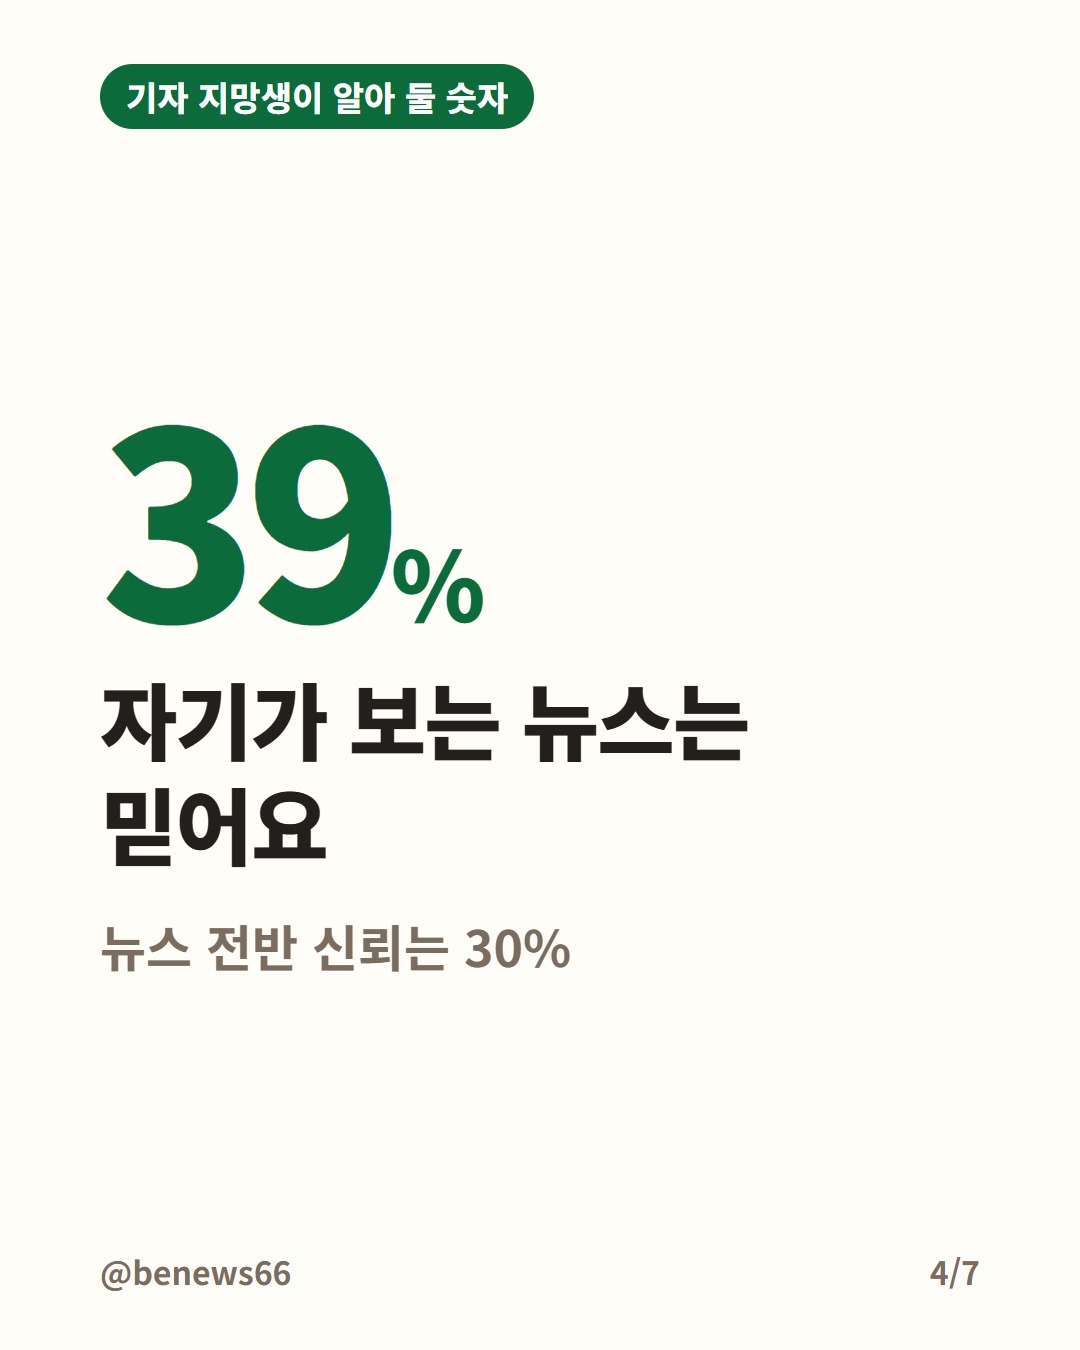 기자 지망생이 알아 둘 숫자
39%
자기가 보는 뉴스는
믿어요
뉴스 전반 신뢰는 30%
@benews66
4/7